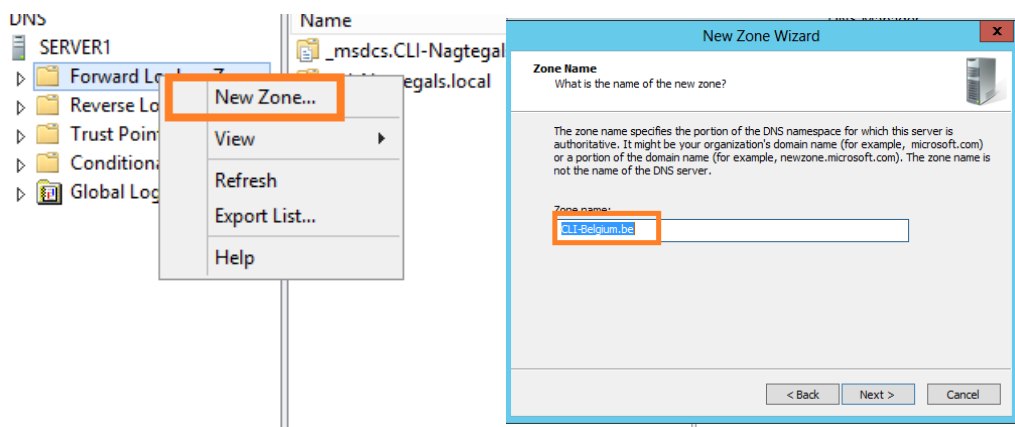 DNS
SERVER1
Forward Lo
Reverse Lo
Trust Poin
Conditiona
Global Log
New Zone...
View
Refresh
Export List...
Help
Name
_msdcs.CLI-Nagtegal
egals.local
New Zone Wizard
x
Zone Name
What is the name of the new zone?
The zone name specifies the portion of the DNS namespace for which this server is
authoritative. It might be your organization's domain name (for example, microsoft.com)
or a portion of the domain name (for example, newzone.microsoft.com). The zone name is
not the name of the DNS server.
Zone name:
CLI-Belgium.be
< Back
Next >
Cancel